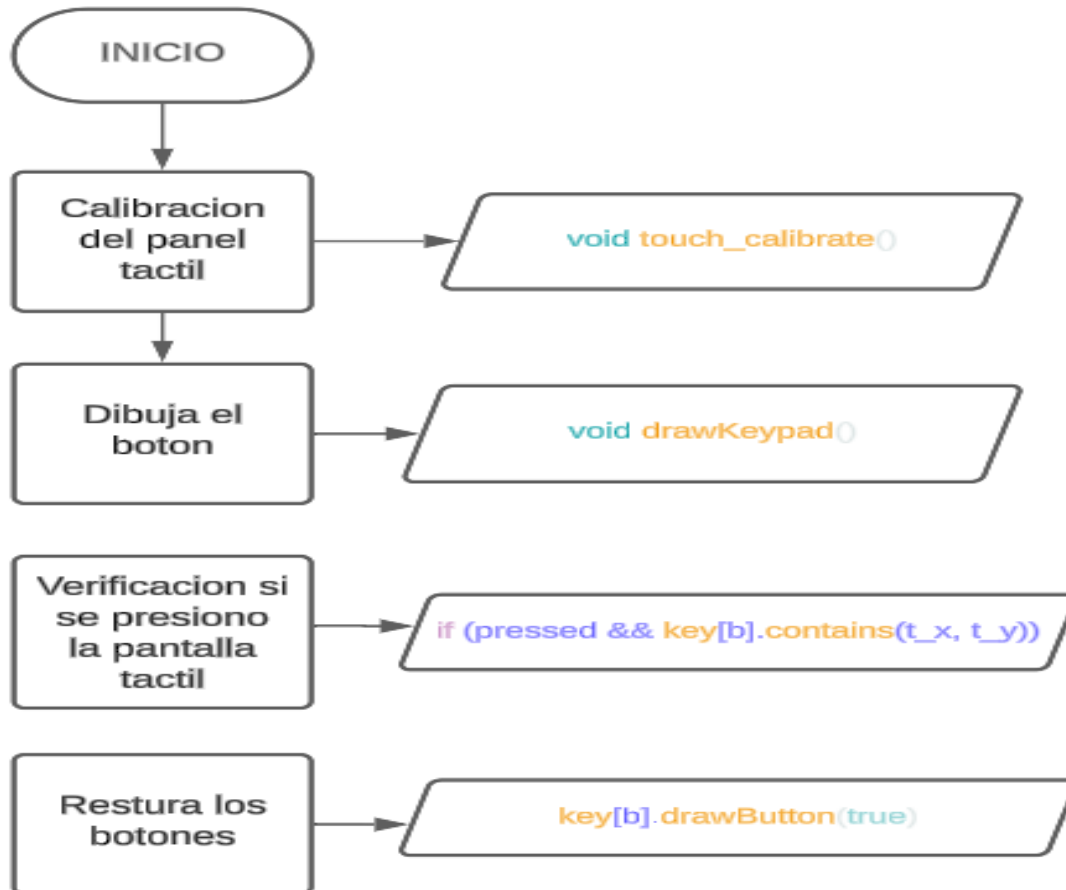 INICIO
Calibracion
del panel
tactil
void touch_calibrate()
Dibuja el
boton
void drawKeypad()
Verificacion si
se presiono
la pantalla
tactil
if (pressed && key[b].contains(t_x, t_y))
Restura los
botones
key[b].drawButton(true)